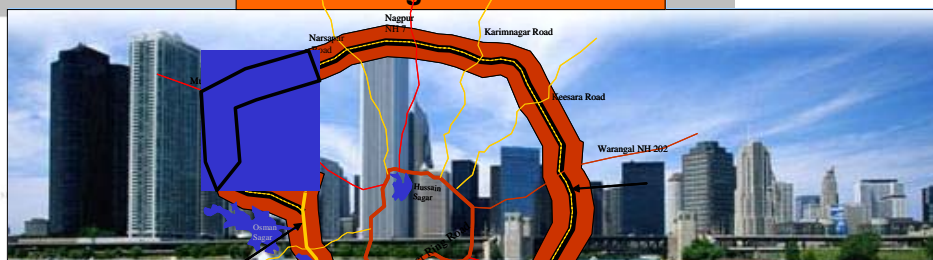 Nagpur
NH 7
Karimnagar Road
Narsapur
Road
Keesara Road
Warangal NH 202
Hussain
Sagar
Osman
Sagar